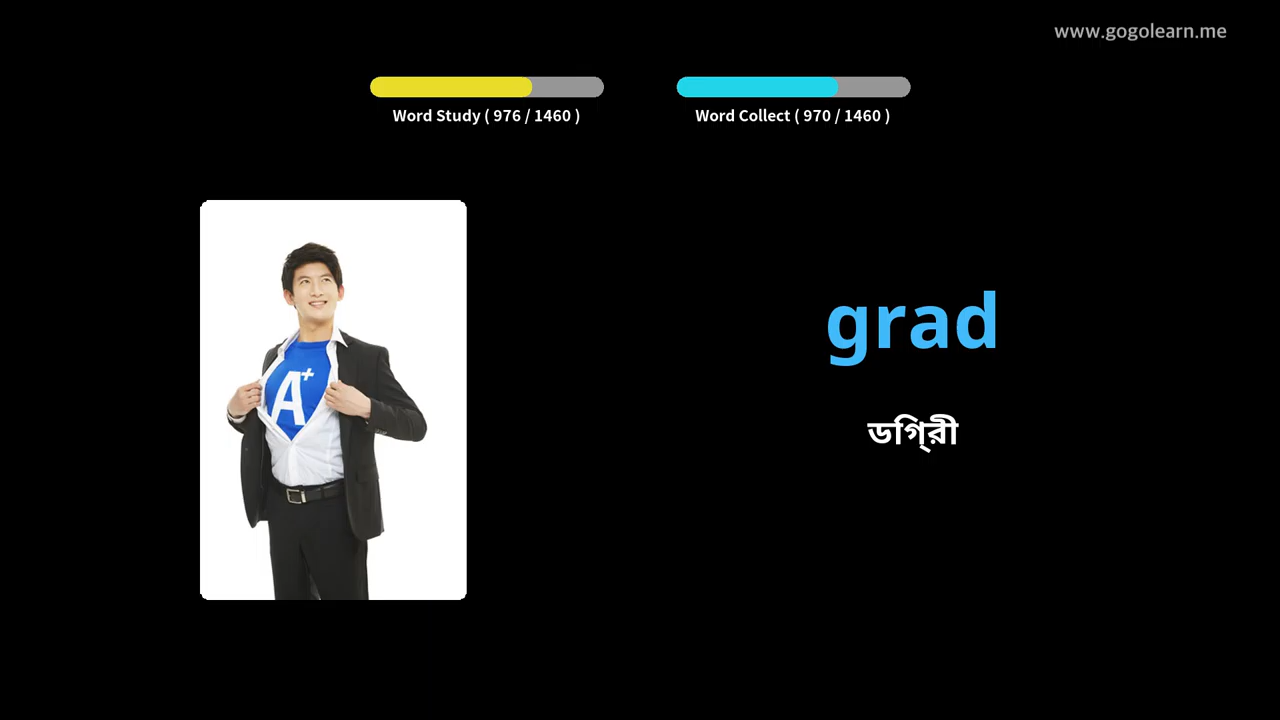 www.gogolearn.me
Word Study ( 976 / 1460 )
Word Collect ( 970 / 1460 )
A+
grad
ডগি্রী